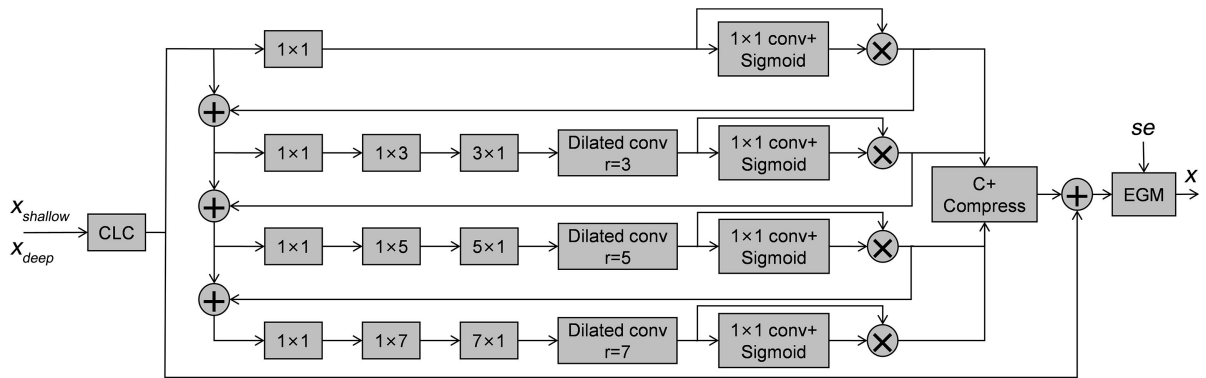 1×1
1×1 conv+
Sigmoid
×
+
1×1
1×3
3×1
Dilated conv
r=3
1×1 conv+
Sigmoid
×
x_shallow
x_deep
CLC
+
1×1
1×5
5×1
Dilated conv
r=5
1×1 conv+
Sigmoid
×
+
1×1
1×7
7×1
Dilated conv
r=7
1×1 conv+
Sigmoid
×
C+
Compress
+
se
EGM
x